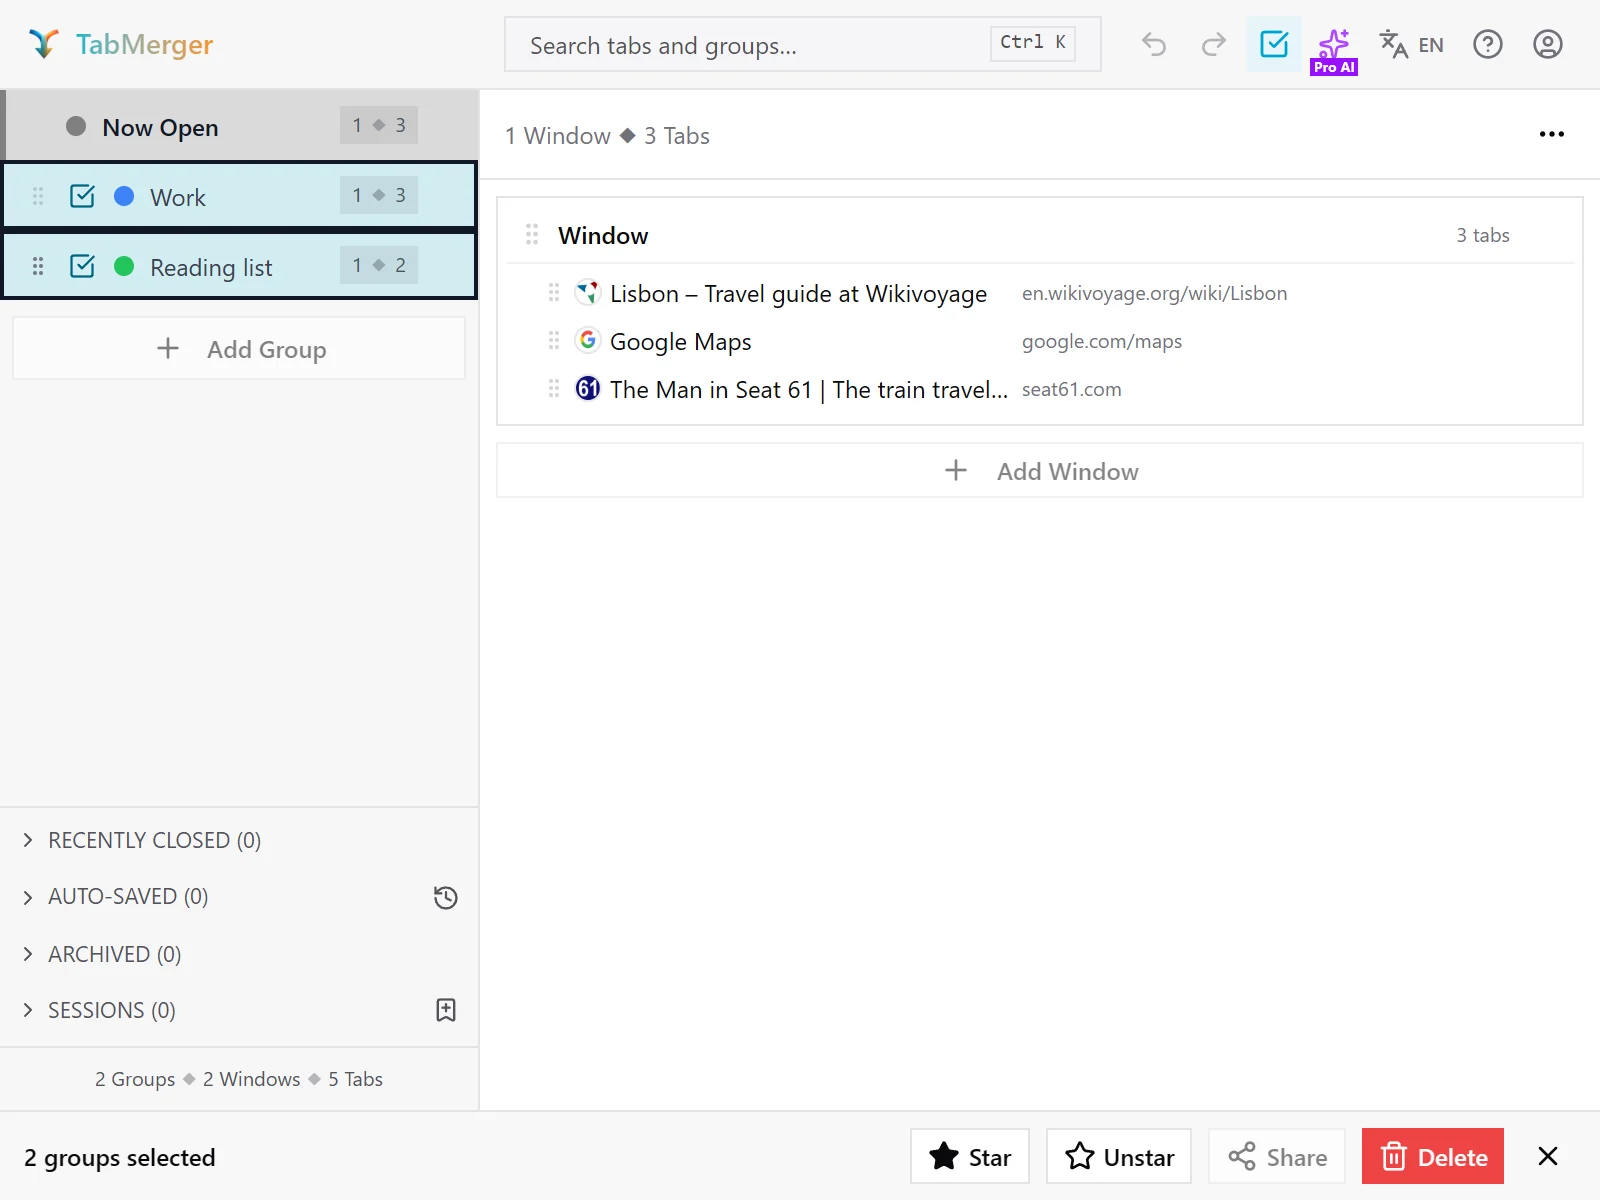 TabMerger
Search tabs and groups...
Ctrl K
Pro AI
EN
Now Open
1 ◆ 3
Work
1 ◆ 3
Reading list
1 ◆ 2
Add Group
RECENTLY CLOSED (0)
AUTO-SAVED (0)
ARCHIVED (0)
SESSIONS (0)
2 Groups ◆ 2 Windows ◆ 5 Tabs
1 Window ◆ 3 Tabs
Window
3 tabs
Lisbon – Travel guide at Wikivoyage
en.wikivoyage.org/wiki/Lisbon
Google Maps
google.com/maps
61
The Man in Seat 61 | The train travel...
seat61.com
Add Window
2 groups selected
Star
Unstar
Share
Delete